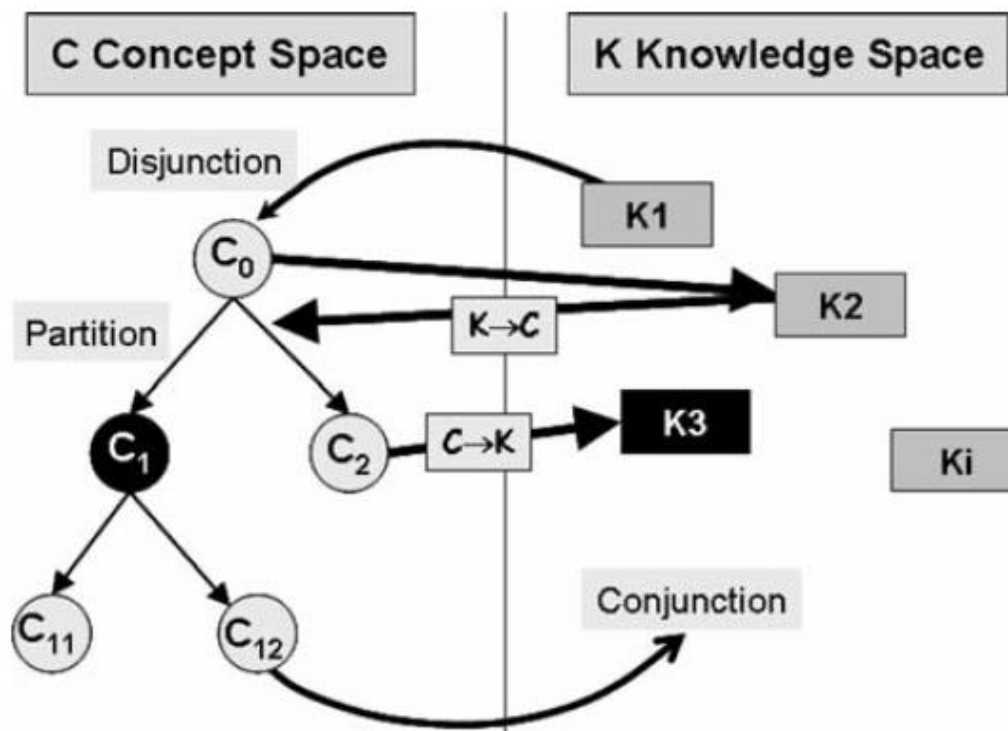 C Concept Space
K Knowledge Space
Disjunction
K1
C₀
K2
K→C
Partition
K3
C₁
C₂
C→K
Ki
Conjunction
C₁₁
C₁₂